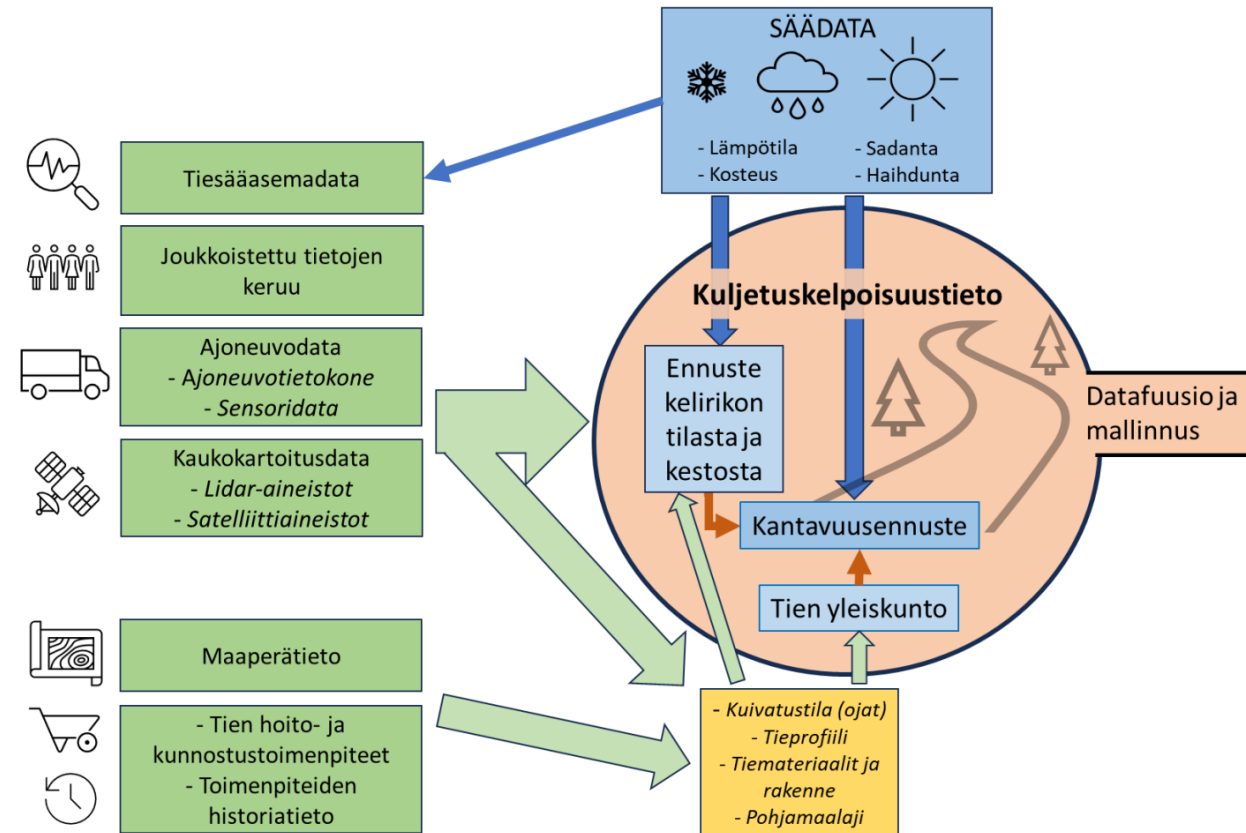 SÄÄDATA
- Lämpötila
- Kosteus
- Sadanta
- Haihdunta
Tiesääasemadata
Joukkoistettu tietojen
keruu
Ajoneuvodata
- Ajoneuvotietokone
- Sensoridata
Kaukokartoitusdata
- Lidar-aineistot
- Satelliittiaineistot
Maaperätieto
- Tien hoito- ja
kunnostustoimenpiteet
- Toimenpiteiden
historiatieto
Kuljetuskelpoisuustieto
Ennuste
kelirikon
tilasta ja
kestosta
Kantavuusennuste
Tien yleiskunto
Datafuusio ja
mallinnus
- Kuivatustila (ojat)
- Tieprofiili
- Tiemateriaalit ja
rakenne
- Pohjamaalaji